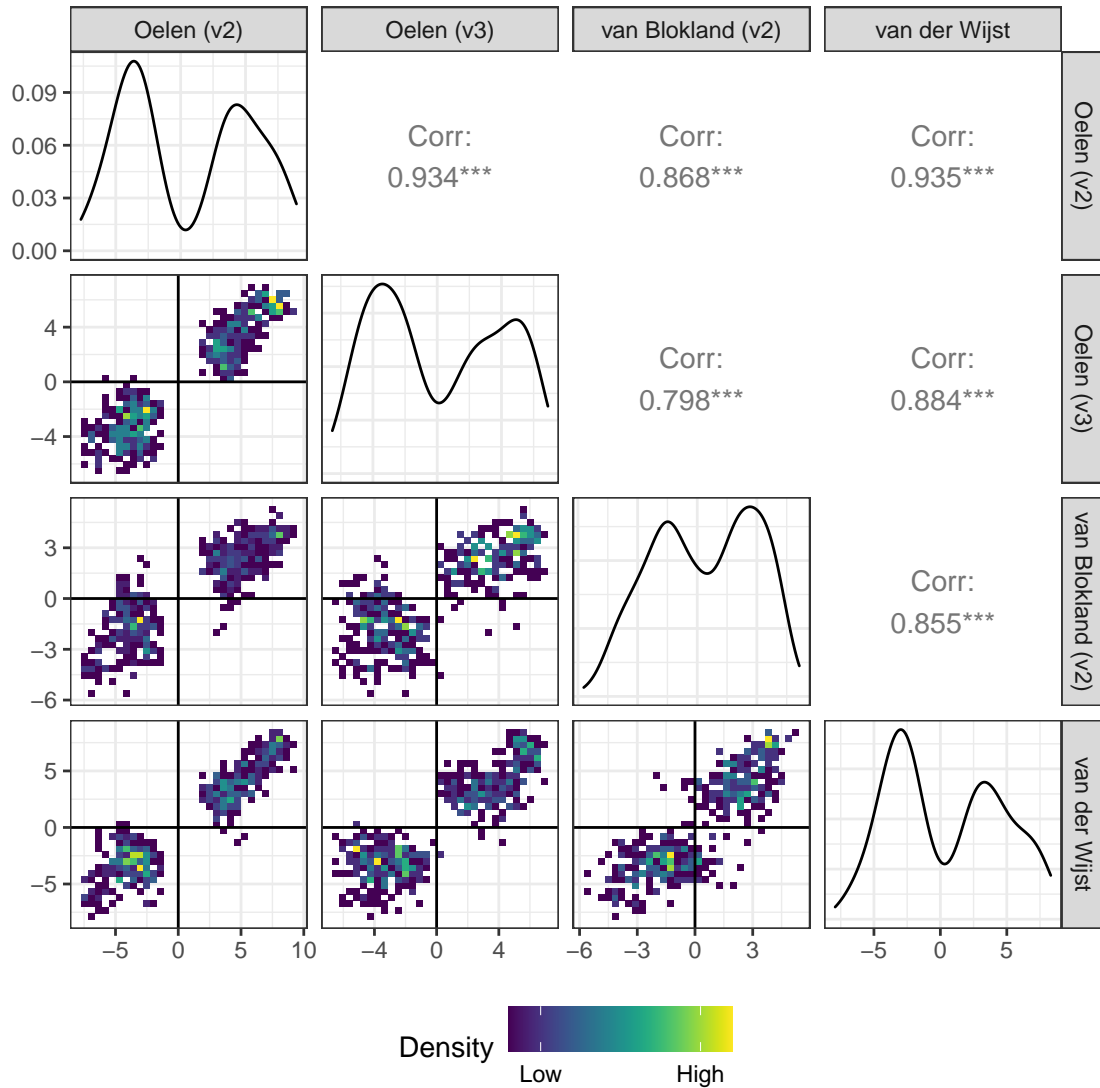 Oelen (v2)
Oelen (v3)
van Blokland (v2)
van der Wijst
0.09
0.06
0.03
0.00
Corr:
0.934***
Corr:
0.868***
Corr:
0.935***
Oelen (v2)
4
0
−4
Corr:
0.798***
Corr:
0.884***
Oelen (v3)
3
0
−3
−6
Corr:
0.855***
van Blokland (v2)
5
0
−5
van der Wijst
−5 0 5 10
−4 0 4
−6 −3 0 3
−5 0 5
Density
Low High